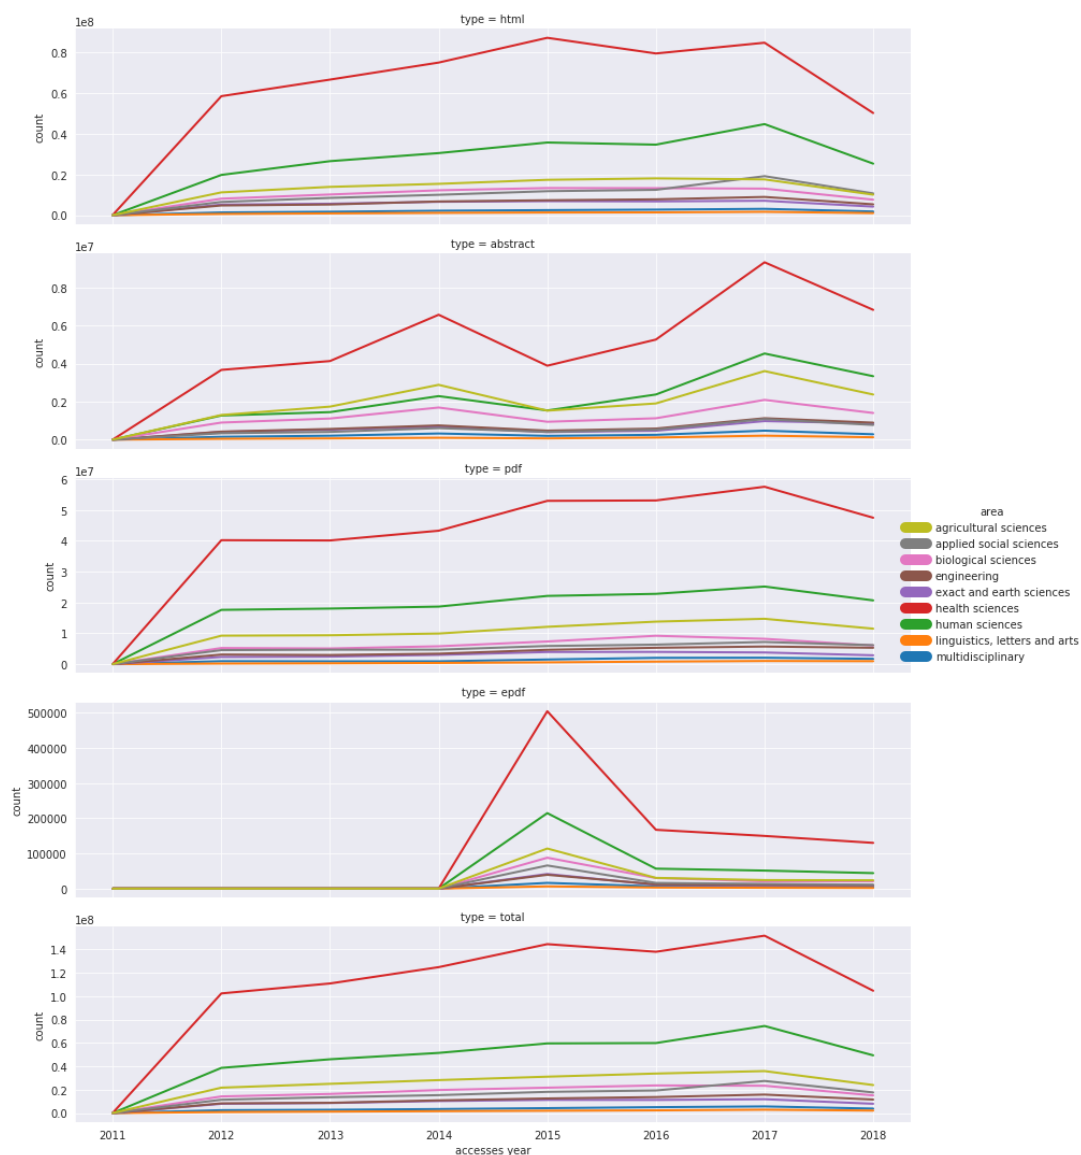 type = html
1e8
0.8
0.6
0.4
0.2
0.0
count
type = abstract
1e7
0.8
0.6
0.4
0.2
0.0
count
type = pdf
1e7
6
5
4
3
2
1
0
count
area
agricultural sciences
applied social sciences
biological sciences
engineering
exact and earth sciences
health sciences
human sciences
linguistics, letters and arts
multidisciplinary
type = epdf
500000
400000
300000
200000
100000
0
count
type = total
1e8
1.4
1.2
1.0
0.8
0.6
0.4
0.2
0.0
count
2011 2012 2013 2014 2015 2016 2017 2018
accesses year